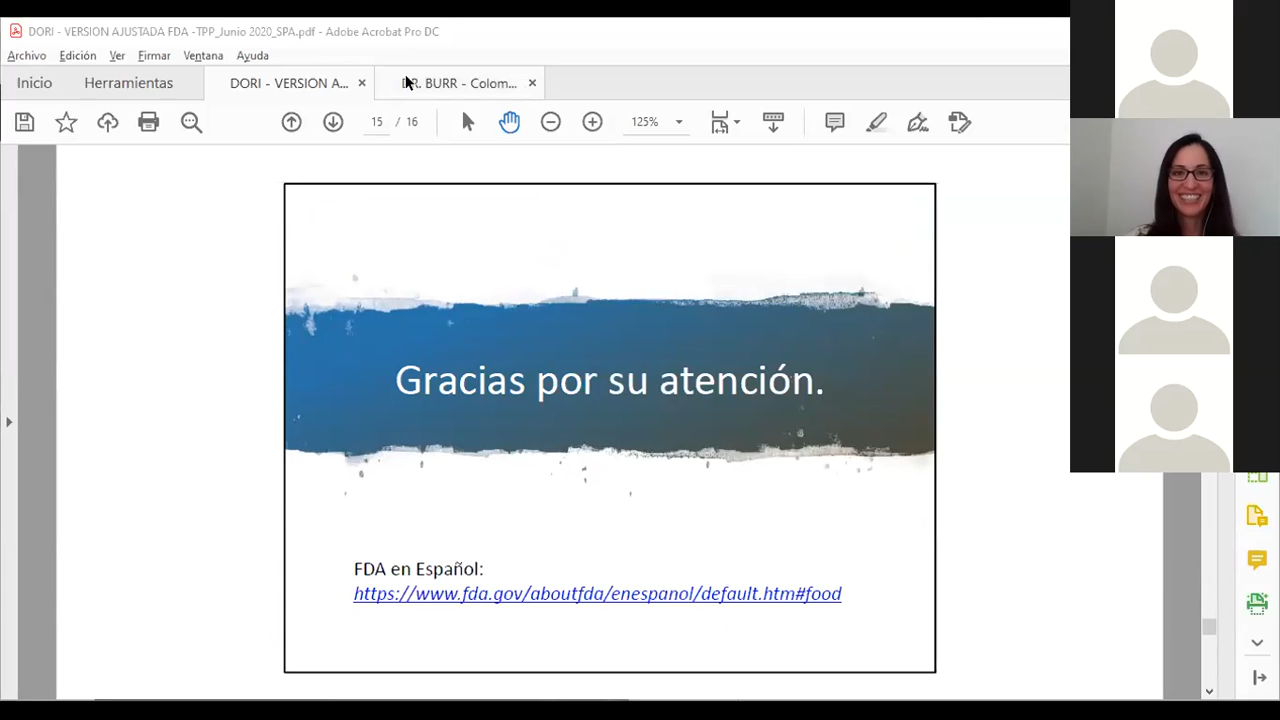 DORI - VERSION AJUSTADA FDA -TPP_Junio 2020_SPA.pdf - Adobe Acrobat Pro DC
Archivo Edición Ver Firmar Ventana Ayuda
Inicio Herramientas DORI - VERSION A... × DR. BURR - Colom... ×
15 / 16 125%
Gracias por su atención.
FDA en Español:
https://www.fda.gov/aboutfda/enespanol/default.htm#food